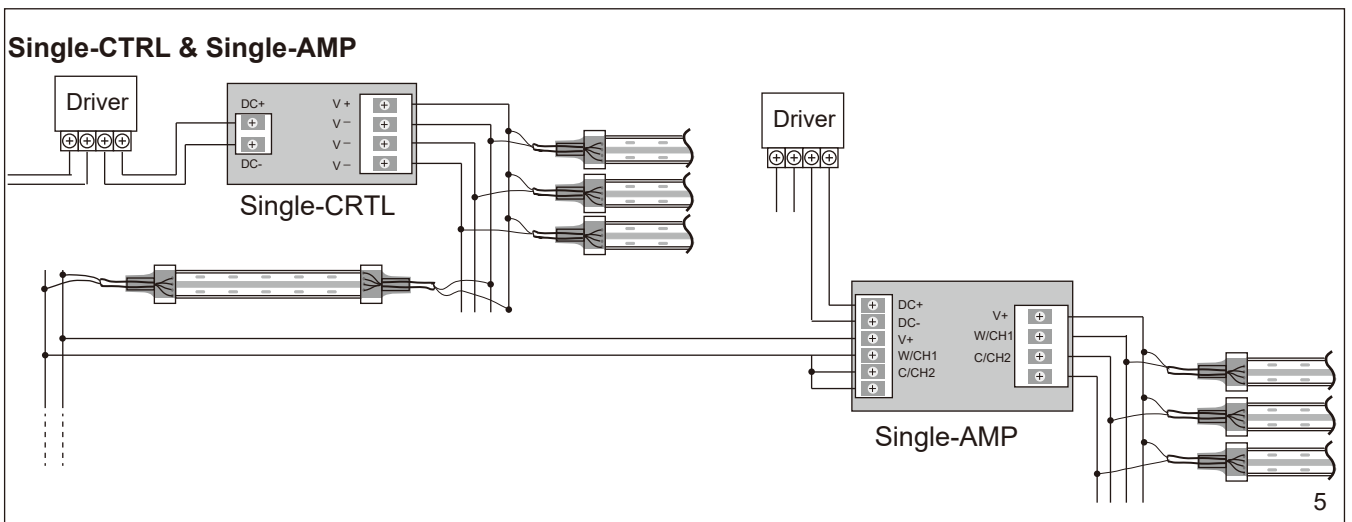 Single-CTRL & Single-AMP
Driver
DC+
DC-
V +
V –
V –
V –
Single-CRTL
Driver
DC+
DC-
V+
W/CH1
C/CH2
V+
W/CH1
C/CH2
Single-AMP
5